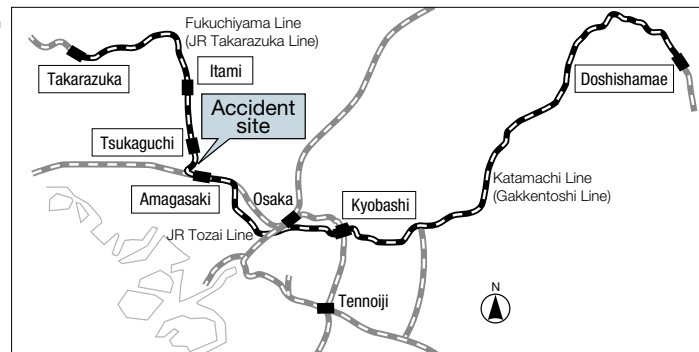 Fukuchiyama Line
(JR Takarazuka Line)
Takarazuka
Itami
Doshishamae
Accident
site
Tsukaguchi
Katamachi Line
(Gakkentoshi Line)
Amagasaki
Osaka
Kyobashi
JR Tozai Line
Tennoiji
N